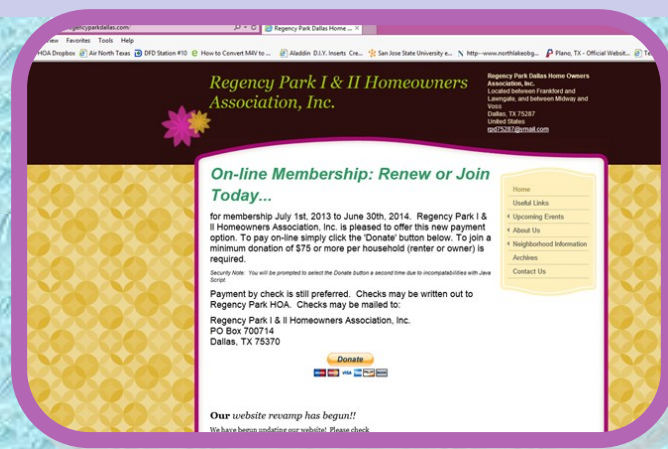 Regency Park Dallas Home ...
Favorites Tools Help
HOA Dropbox Air North Texas DFD Station #10 How to Convert M4V to ... Aladdin D.I.Y. Inserts Cre... San Jose State University e... http--www.northlakeobg... Plano, TX - Official Websit...
Regency Park I & II Homeowners
Association, Inc.
Regency Park Dallas Home Owners
Association, Inc.
Located between Frankford and
Lawngate, and between Midway and
Voss
Dallas, TX 75287
United States
rpd75287@gmail.com
On-line Membership: Renew or Join
Today...
for membership July 1st, 2013 to June 30th, 2014. Regency Park I &
II Homeowners Association, Inc. is pleased to offer this new payment
option. To pay on-line simply click the 'Donate' button below. To join a
minimum donation of $75 or more per household (renter or owner) is
required.
Security Note: You will be prompted to select the Donate button a second time due to incompatabilities with Java
Script.
Payment by check is still preferred. Checks may be written out to
Regency Park HOA. Checks may be mailed to:
Regency Park I & II Homeowners Association, Inc.
PO Box 700714
Dallas, TX 75370
Donate
VISA
Our website revamp has begun!!
We have begun updating our website! Please check
Home
Useful Links
Upcoming Events
About Us
Neighborhood Information
Archives
Contact Us